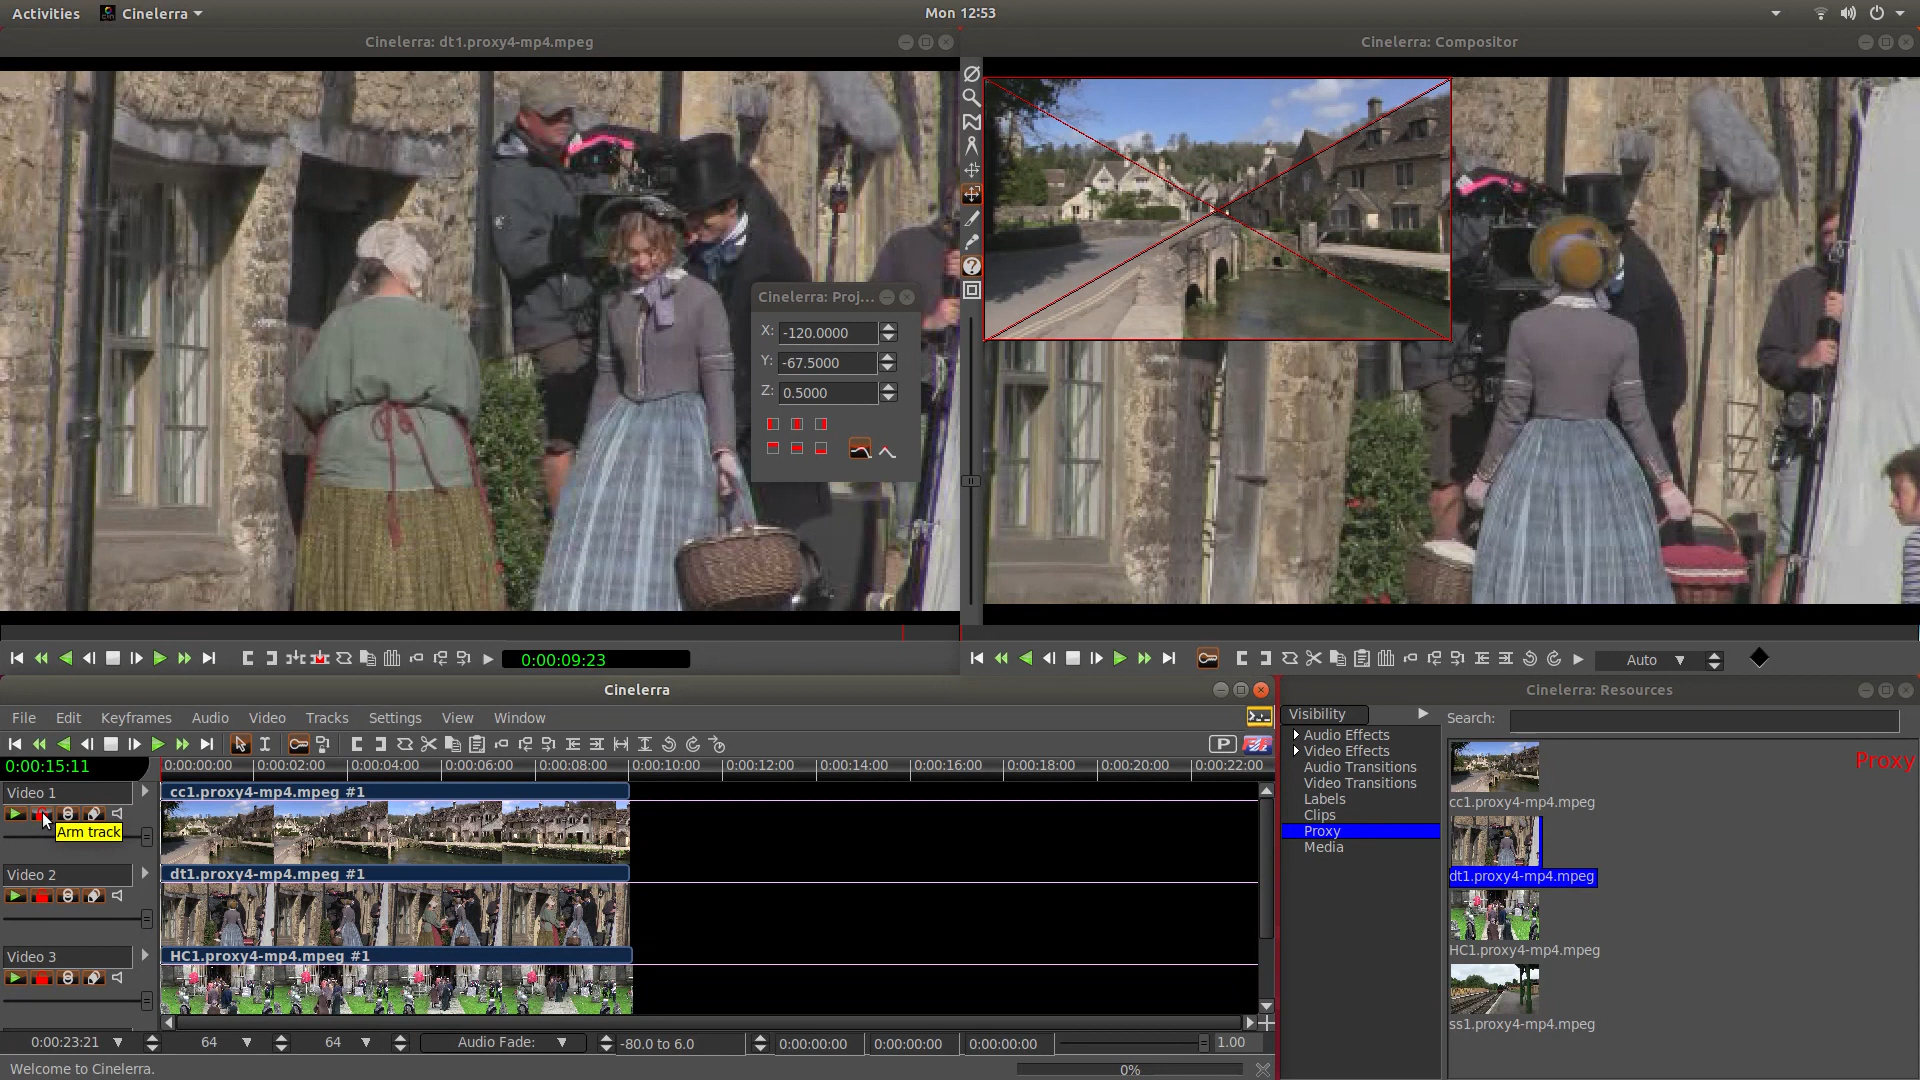 Activities Cinelerra Mon 12:53
Cinelerra: dt1.proxy4-mp4.mpeg
Cinelerra: Compositor
Cinelerra: Proj...
X: -120.0000
Y: -67.5000
Z: 0.5000
0:00:09:23
Auto
Cinelerra
File Edit Keyframes Audio Video Tracks Settings View Window
P
0:00:15:11
0:00:00:00 0:00:02:00 0:00:04:00 0:00:06:00 0:00:08:00 0:00:10:00 0:00:12:00 0:00:14:00 0:00:16:00 0:00:18:00 0:00:20:00 0:00:22:00
Video 1
cc1.proxy4-mp4.mpeg #1
Arm track
Video 2
dt1.proxy4-mp4.mpeg #1
Video 3
HC1.proxy4-mp4.mpeg #1
0:00:23:21 64 64 Audio Fade: -80.0 to 6.0 0:00:00:00 0:00:00:00 0:00:00:00 1.00
Welcome to Cinelerra.
0%
Cinelerra: Resources
Visibility
Search:
Audio Effects
Video Effects
Audio Transitions
Video Transitions
Labels
Clips
Proxy
Media
Proxy
cc1.proxy4-mp4.mpeg
dt1.proxy4-mp4.mpeg
HC1.proxy4-mp4.mpeg
ss1.proxy4-mp4.mpeg